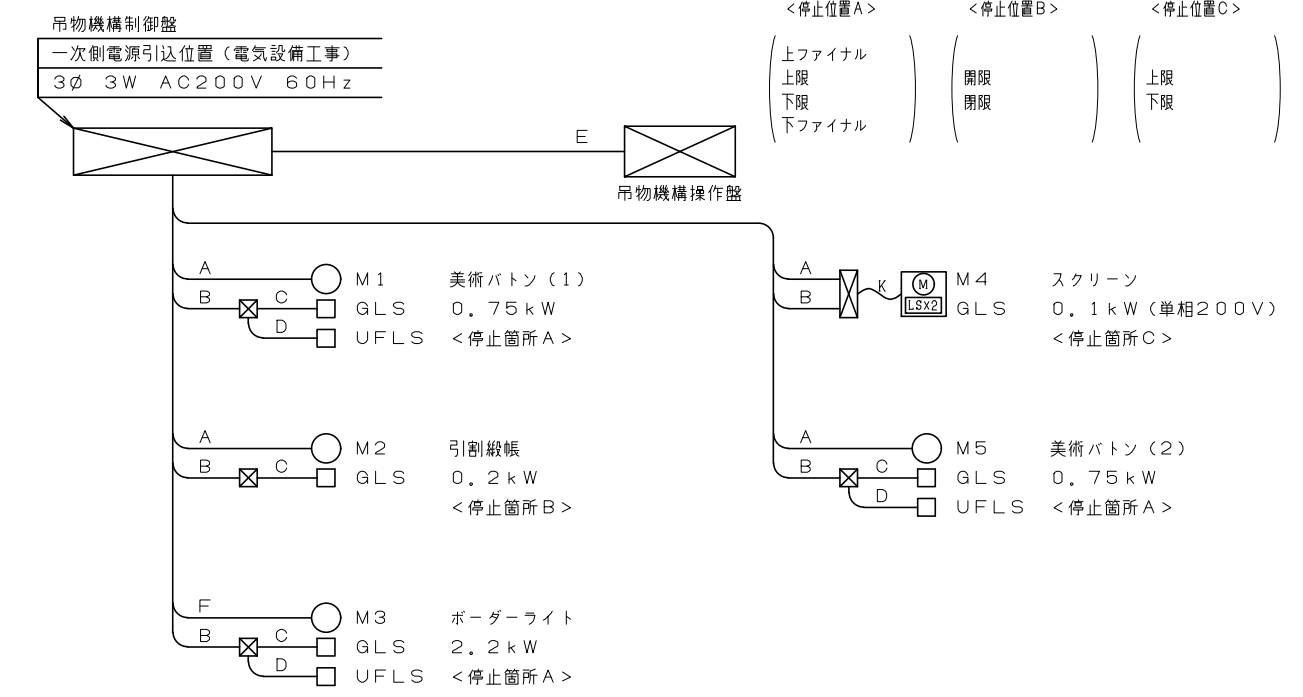 吊物機構制御盤
一次側電源引込位置（電気設備工事）
3φ 3W AC200V 60Hz
<停止位置A>
上ファイナル
上限
下限
下ファイナル
<停止位置B>
開限
閉限
<停止位置C>
上限
下限
E
吊物機構操作盤
A M1 美術バトン（1）
B C GLS 0．75kW
D UFLS <停止箇所A>
A M2 引割緞帳
B C GLS 0．2kW
<停止箇所B>
F M3 ボーダーライト
B C GLS 2．2kW
D UFLS <停止箇所A>
A K M M4 スクリーン
B LSX2 GLS 0．1kW（単相200V）
<停止箇所C>
A M5 美術バトン（2）
B C GLS 0．75kW
D UFLS <停止箇所A>